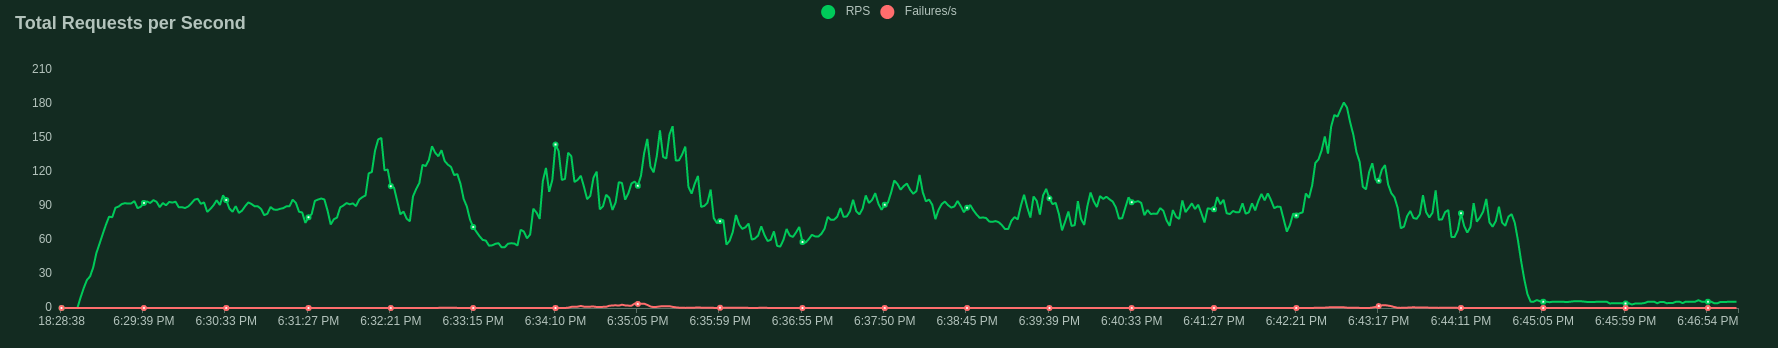 Total Requests per Second
RPS Failures/s
210
180
150
120
90
60
30
0
18:28:38 6:29:39 PM 6:30:33 PM 6:31:27 PM 6:32:21 PM 6:33:15 PM 6:34:10 PM 6:35:05 PM 6:35:59 PM 6:36:55 PM 6:37:50 PM 6:38:45 PM 6:39:39 PM 6:40:33 PM 6:41:27 PM 6:42:21 PM 6:43:17 PM 6:44:11 PM 6:45:05 PM 6:45:59 PM 6:46:54 PM